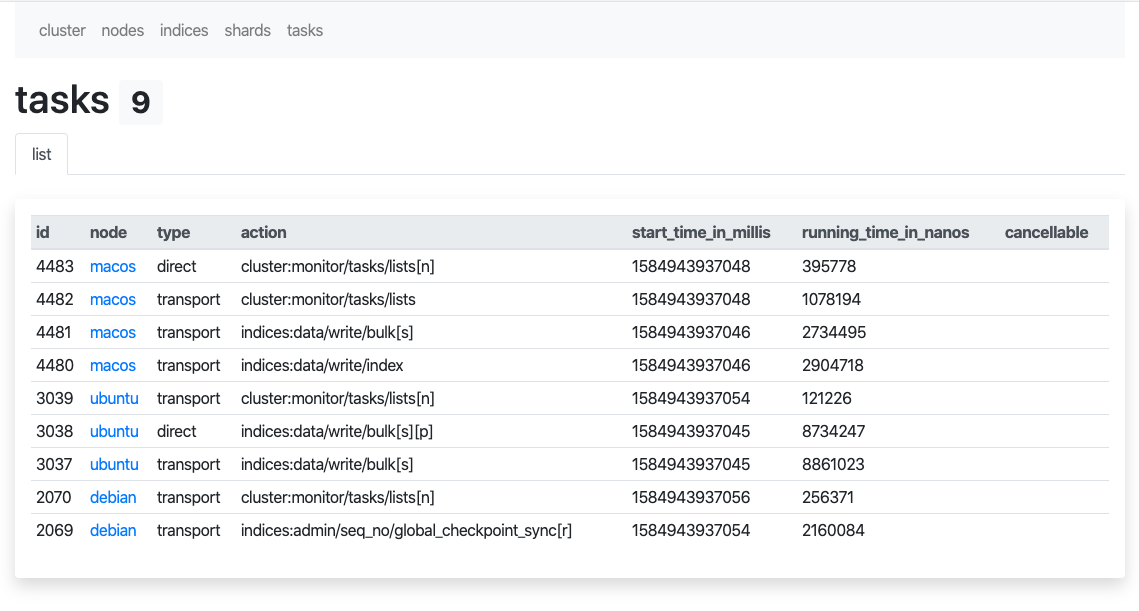 cluster nodes indices shards tasks
tasks 9
list
id node type action start_time_in_millis running_time_in_nanos cancellable
4483 macos direct cluster:monitor/tasks/lists[n] 1584943937048 395778
4482 macos transport cluster:monitor/tasks/lists 1584943937048 1078194
4481 macos transport indices:data/write/bulk[s] 1584943937046 2734495
4480 macos transport indices:data/write/index 1584943937046 2904718
3039 ubuntu transport cluster:monitor/tasks/lists[n] 1584943937054 121226
3038 ubuntu direct indices:data/write/bulk[s][p] 1584943937045 8734247
3037 ubuntu transport indices:data/write/bulk[s] 1584943937045 8861023
2070 debian transport cluster:monitor/tasks/lists[n] 1584943937056 256371
2069 debian transport indices:admin/seq_no/global_checkpoint_sync[r] 1584943937054 2160084